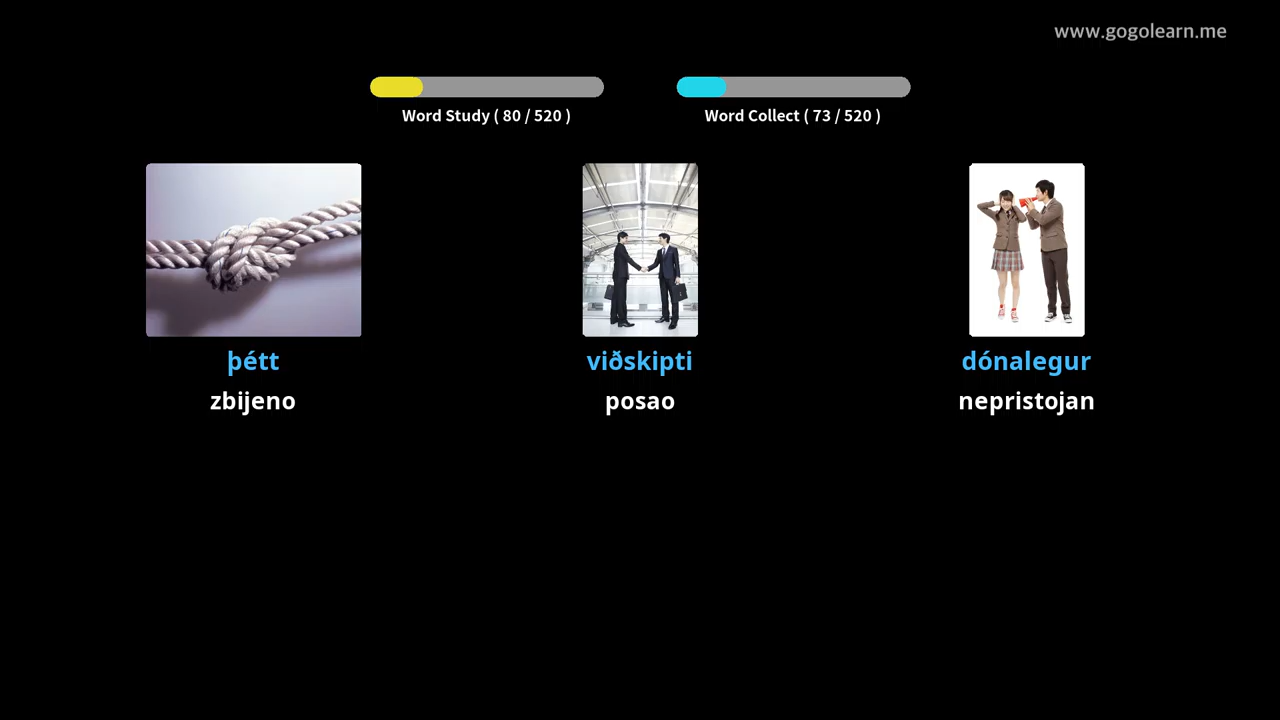 www.gogolearn.me
Word Study ( 80 / 520 )
Word Collect ( 73 / 520 )
þétt
viðskipti
dónalegur
zbijeno
posao
nepristojan